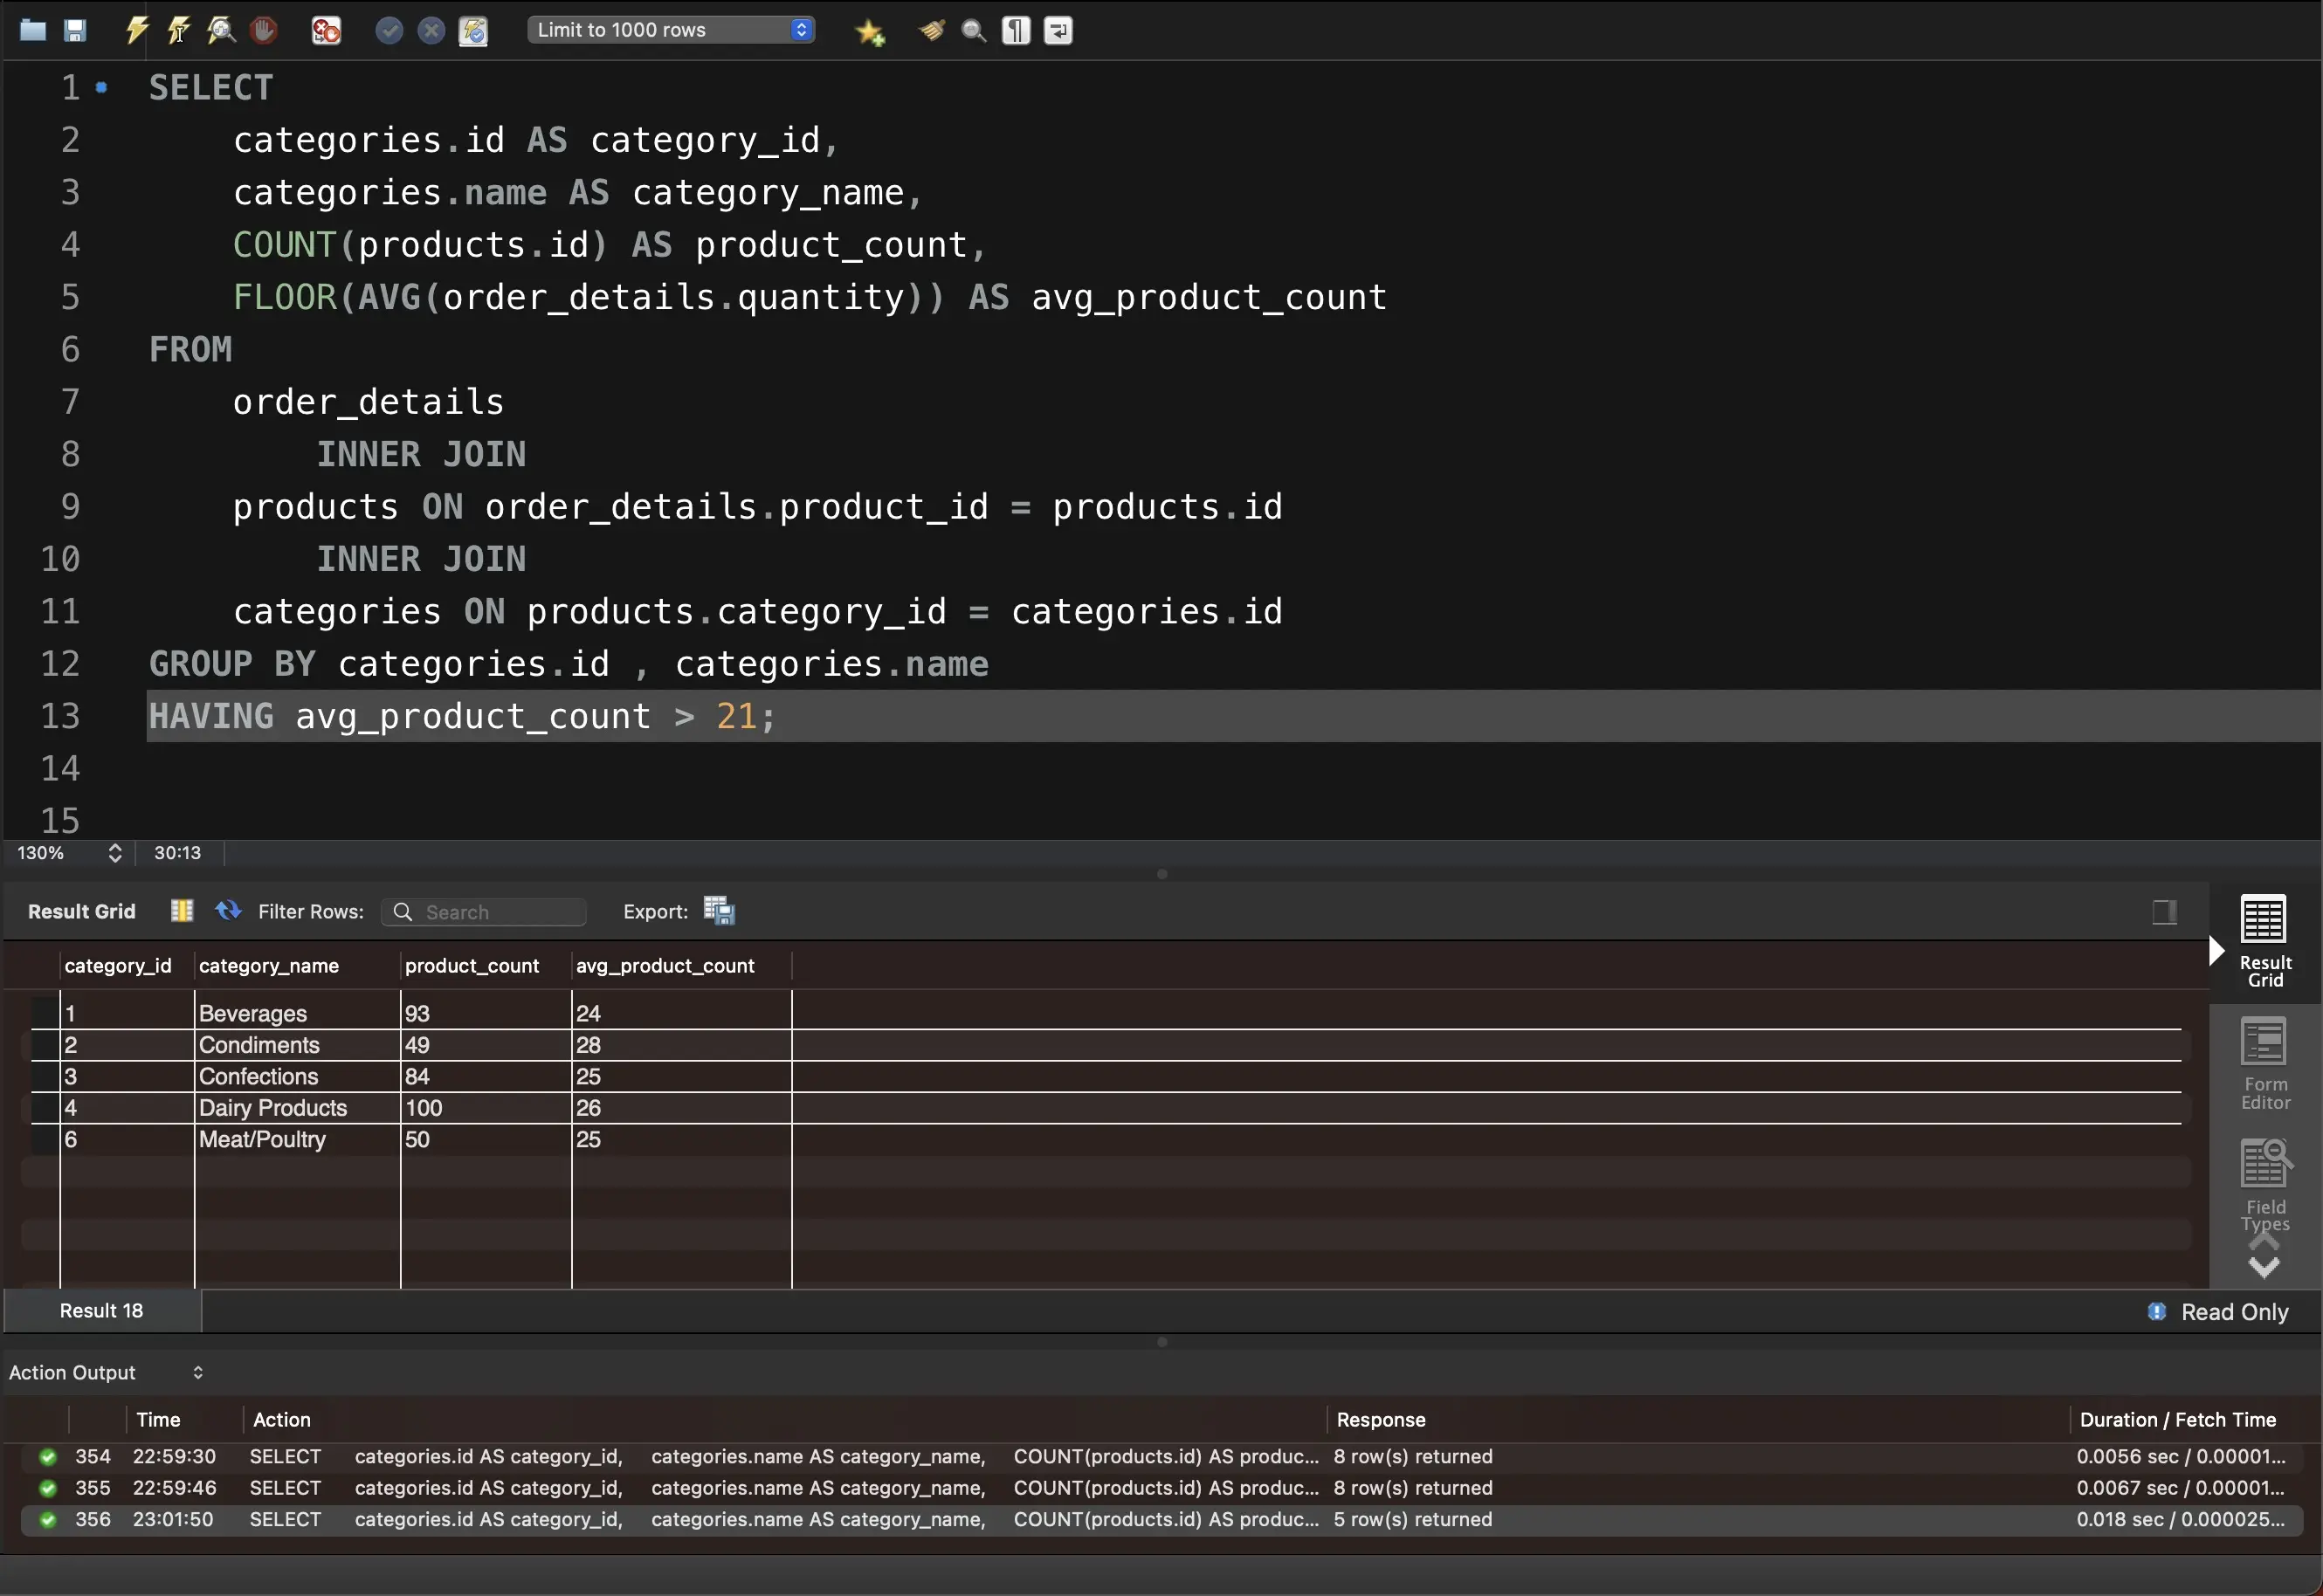 Limit to 1000 rows
1 SELECT
2 categories.id AS category_id,
3 categories.name AS category_name,
4 COUNT(products.id) AS product_count,
5 FLOOR(AVG(order_details.quantity)) AS avg_product_count
6 FROM
7 order_details
8 INNER JOIN
9 products ON order_details.product_id = products.id
10 INNER JOIN
11 categories ON products.category_id = categories.id
12 GROUP BY categories.id , categories.name
13 HAVING avg_product_count > 21;
14
15
130% 30:13
Result Grid Filter Rows: Search Export:
category_id category_name product_count avg_product_count
1 Beverages 93 24
2 Condiments 49 28
3 Confections 84 25
4 Dairy Products 100 26
6 Meat/Poultry 50 25
Result
Grid
Form
Editor
Field
Types
Result 18 Read Only
Action Output
Time Action Response Duration / Fetch Time
354 22:59:30 SELECT categories.id AS category_id, categories.name AS category_name, COUNT(products.id) AS produc... 8 row(s) returned 0.0056 sec / 0.00001...
355 22:59:46 SELECT categories.id AS category_id, categories.name AS category_name, COUNT(products.id) AS produc... 8 row(s) returned 0.0067 sec / 0.00001...
356 23:01:50 SELECT categories.id AS category_id, categories.name AS category_name, COUNT(products.id) AS produc... 5 row(s) returned 0.018 sec / 0.000025...